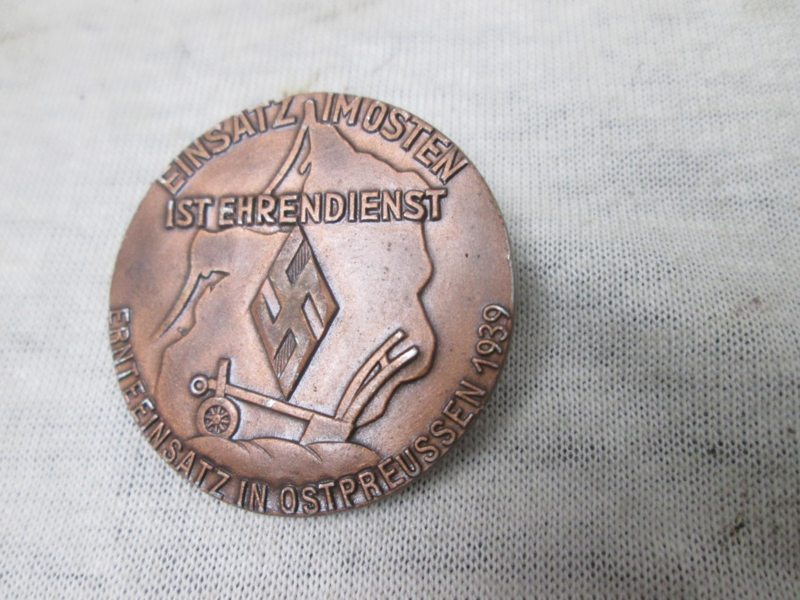 EINSATZ IM OSTEN
IST EHRENDIENST
ERNTEEINSATZ IN OSTPREUSSEN 1939